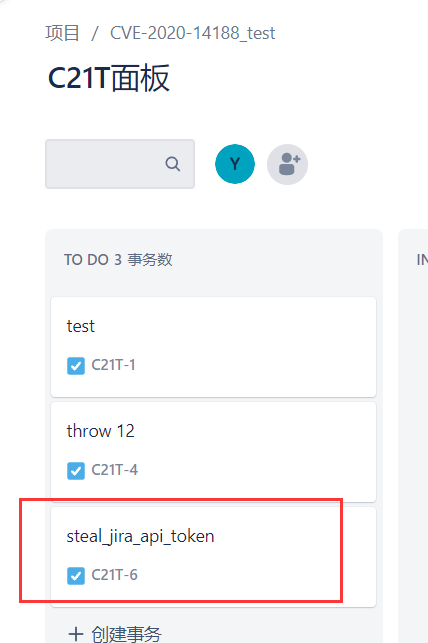 项目 / CVE-2020-14188_test
C21T面板
Y
TO DO 3 事务数
IN
test
C21T-1
throw 12
C21T-4
steal_jira_api_token
C21T-6
+ 创建事务